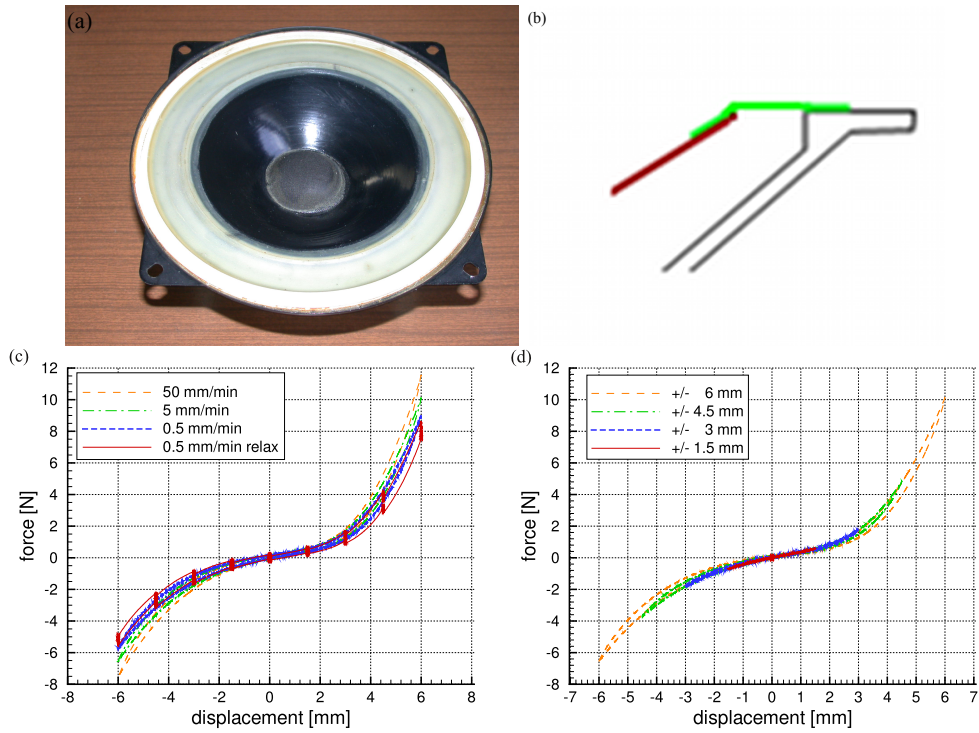 (a)
(b)
(c)
force [N]
12
10
8
6
4
2
0
-2
-4
-6
-8
50 mm/min
5 mm/min
0.5 mm/min
0.5 mm/min relax
-8 -6 -4 -2 0 2 4 6 8
displacement [mm]
(d)
force [N]
12
10
8
6
4
2
0
-2
-4
-6
-8
+/- 6 mm
+/- 4.5 mm
+/- 3 mm
+/- 1.5 mm
-7 -6 -5 -4 -3 -2 -1 0 1 2 3 4 5 6 7
displacement [mm]